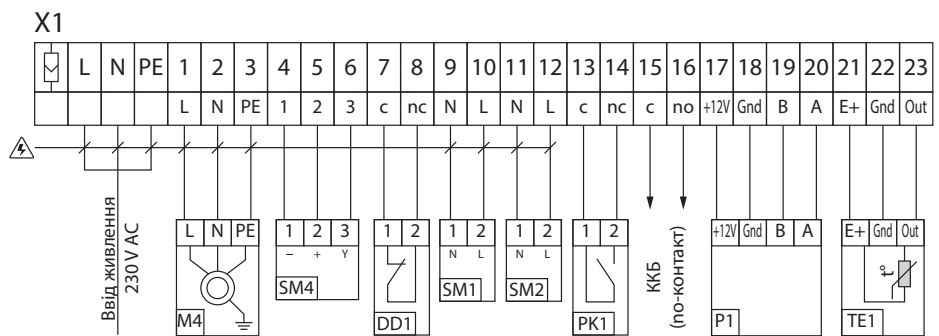 X1
L N PE 1 2 3 4 5 6 7 8 9 10 11 12 13 14 15 16 17 18 19 20 21 22 23
L N PE 1 2 3 c nc N L N L c nc c no +12V Gnd B A E+ Gnd Out
Ввід живлення
230 V AC
L N PE
M4
1 2 3
− + Y
SM4
1 2
DD1
1 2
N L
SM1
1 2
N L
SM2
1 2
PK1
ККБ
(no-контакт)
+12V Gnd B A
P1
E+ Gnd Out
t°
TE1